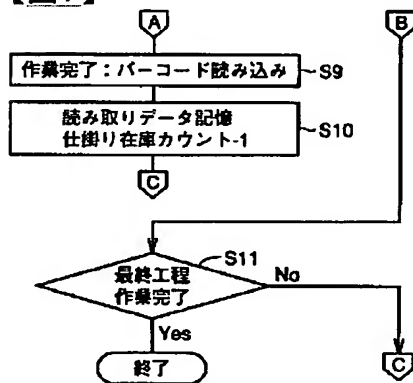 A
B
作業完了：バーコード読み込み
S9
読み取りデータ記憶
仕掛り在庫カウント-1
S10
C
S11
最終工程
作業完了
No
Yes
終了
C